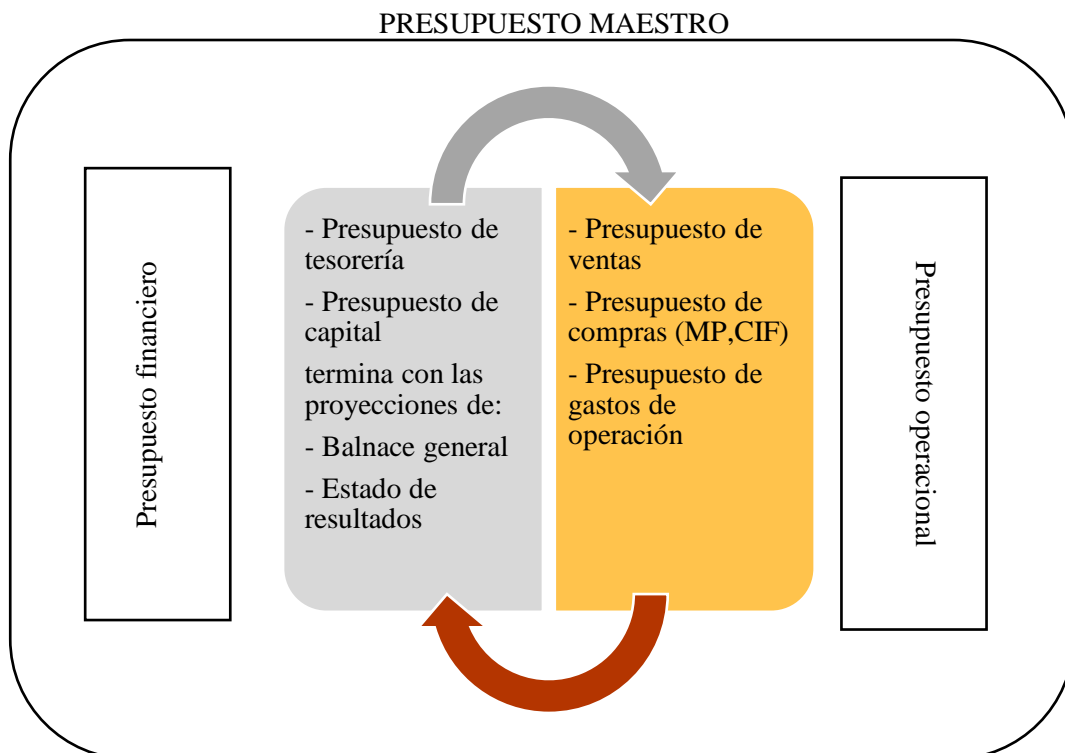 PRESUPUESTO MAESTRO
Presupuesto financiero
- Presupuesto de
tesorería
- Presupuesto de
capital
termina con las
proyecciones de:
- Balnace general
- Estado de
resultados
- Presupuesto de
ventas
- Presupuesto de
compras (MP,CIF)
- Presupuesto de
gastos de
operación
Presupuesto operacional